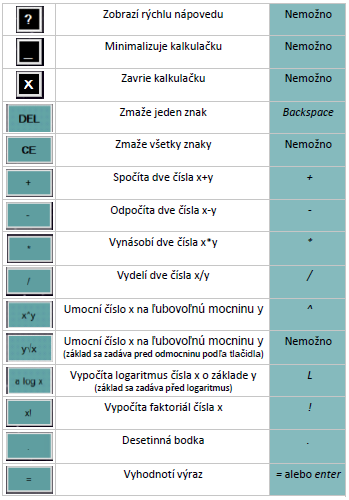 ? Zobrazí rýchlu nápovedu Nemožno
_ Minimalizuje kalkulačku Nemožno
X Zavrie kalkulačku Nemožno
DEL Zmaže jeden znak Backspace
CE Zmaže všetky znaky Nemožno
+ Spočíta dve čísla x+y +
- Odpočíta dve čísla x-y -
* Vynásobí dve čísla x*y *
/ Vydelí dve čísla x/y /
x^y Umocní číslo x na ľubovoľnú mocninu y ^
y√x Umocní číslo x na ľubovoľnú mocninu y Nemožno
(základ sa zadáva pred odmocninu podľa tlačidla)
e log x Vypočíta logaritmus čísla x o základe y L
(základ sa zadáva před logaritmus)
x! Vypočíta faktoriál čísla x !
. Desetinná bodka .
= Vyhodnotí výraz = alebo enter